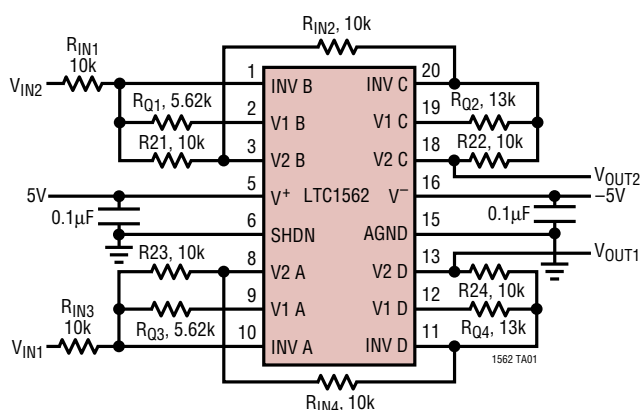 RIN2, 10k
RIN1
10k
VIN2
1 INV B INV C 20
RQ1, 5.62k 2 V1 B V1 C 19 RQ2, 13k
R21, 10k 3 V2 B V2 C 18 R22, 10k
VOUT2
5V 5 V+ LTC1562 V− 16 −5V
0.1µF 6 SHDN AGND 15 0.1µF
VOUT1
R23, 10k 8 V2 A V2 D 13
R24, 10k
RIN3
10k
9 V1 A V1 D 12
RQ3, 5.62k
RQ4, 13k
VIN1 10 INV A INV D 11
1562 TA01
RIN4, 10k